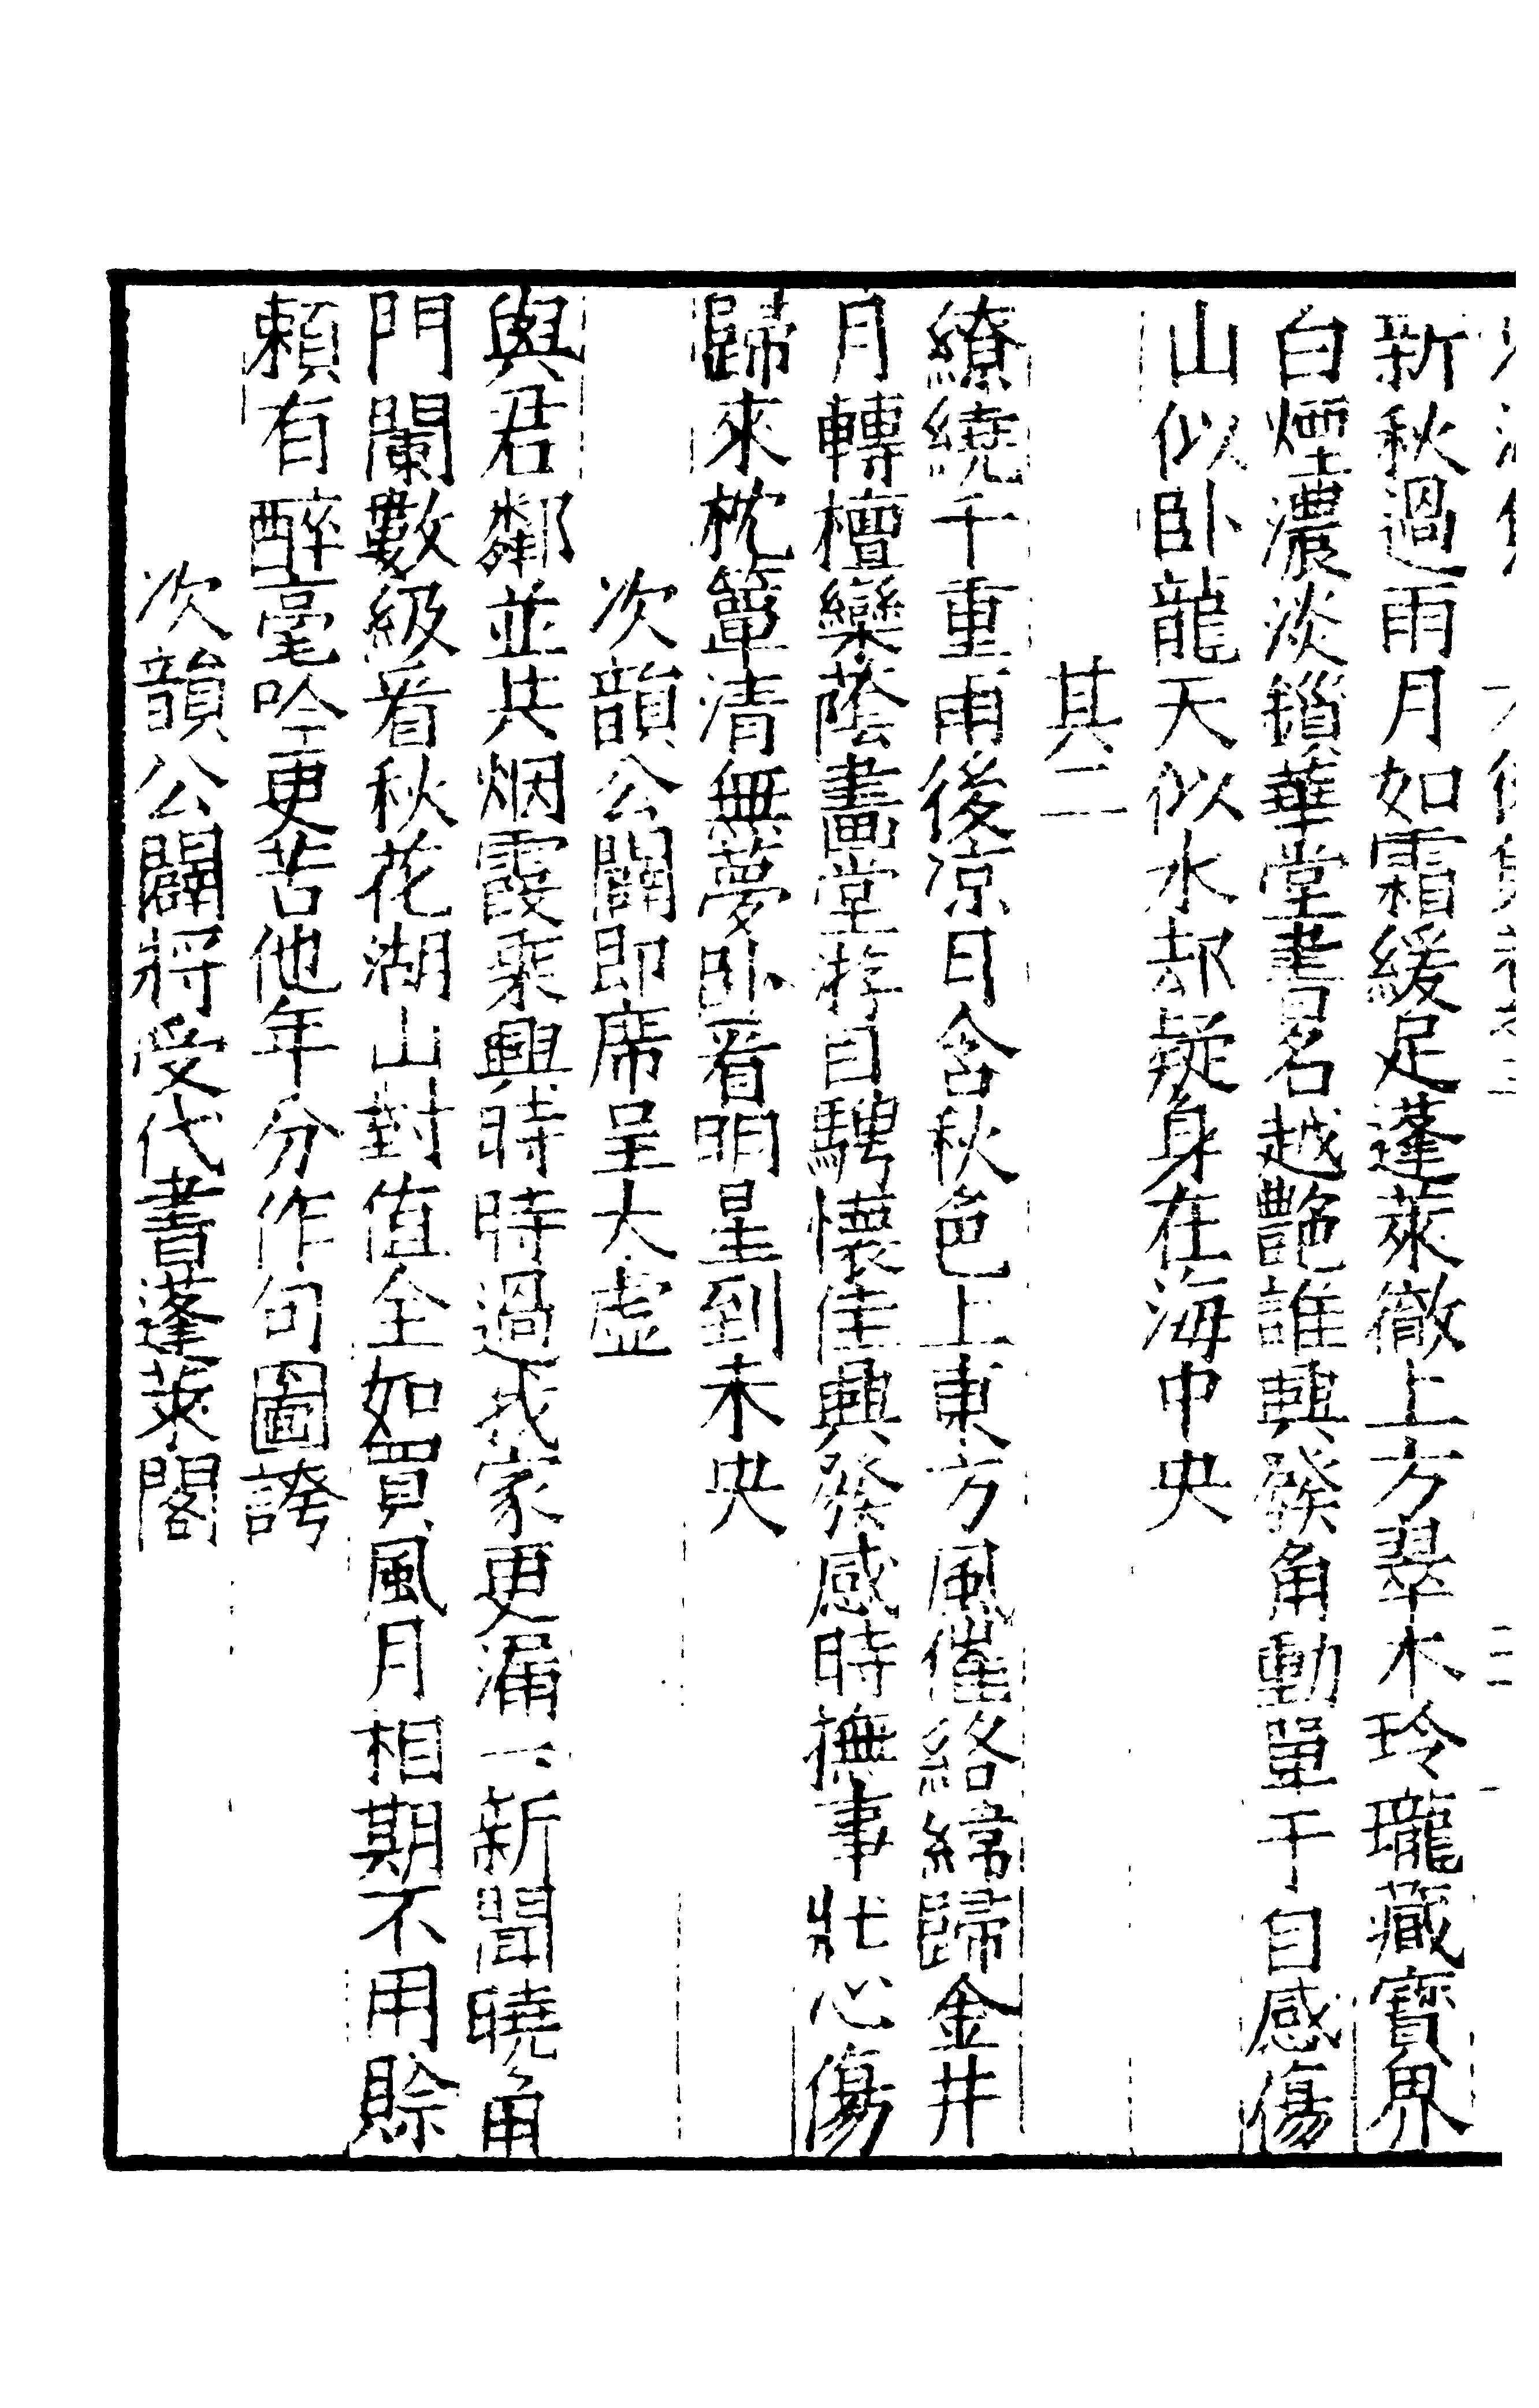 新秋過雨月如霜緩足蓬萊徹上方翠木玲瓏藏寶界
白煙濃淡鎖華堂書名越艷誰輿發角動單于自感傷
山似卧龍天似水却疑身在海中央
其二
繚繞千重雨後凉日含秋色上東方風催絡緯歸金井
月轉檀欒蔭畫堂遊目騁懷佳興發感時撫事壯心傷
歸來枕簟清無夢卧看明星到未央
次韻公闢即席呈大虛
與君鄰並共烟霞乘興時時過我家更漏一新聞曉角
門闌數級看秋花湖山對值全如買風月相期不用賒
賴有醉毫吟更苦他年分作句圖誇
次韻公闢將受代書蓬萊閣